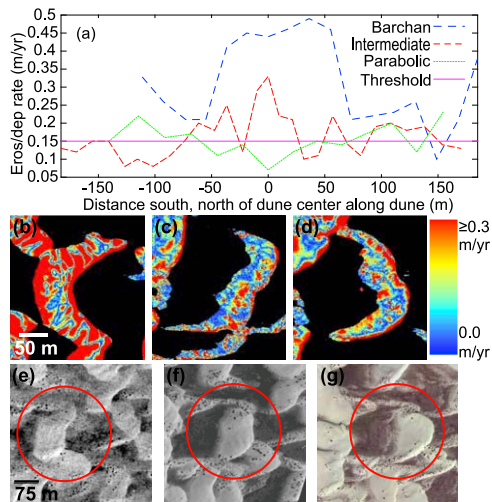 (a)
Barchan
Intermediate
Parabolic
Threshold
Eros/dep rate (m/yr)
0.5
0.45
0.4
0.35
0.3
0.25
0.2
0.15
0.1
0.05
-150 -100 -50 0 50 100 150
Distance south, north of dune center along dune (m)
(b) (c) (d)
50 m
≥0.3
m/yr
0.0
m/yr
(e) (f) (g)
75 m